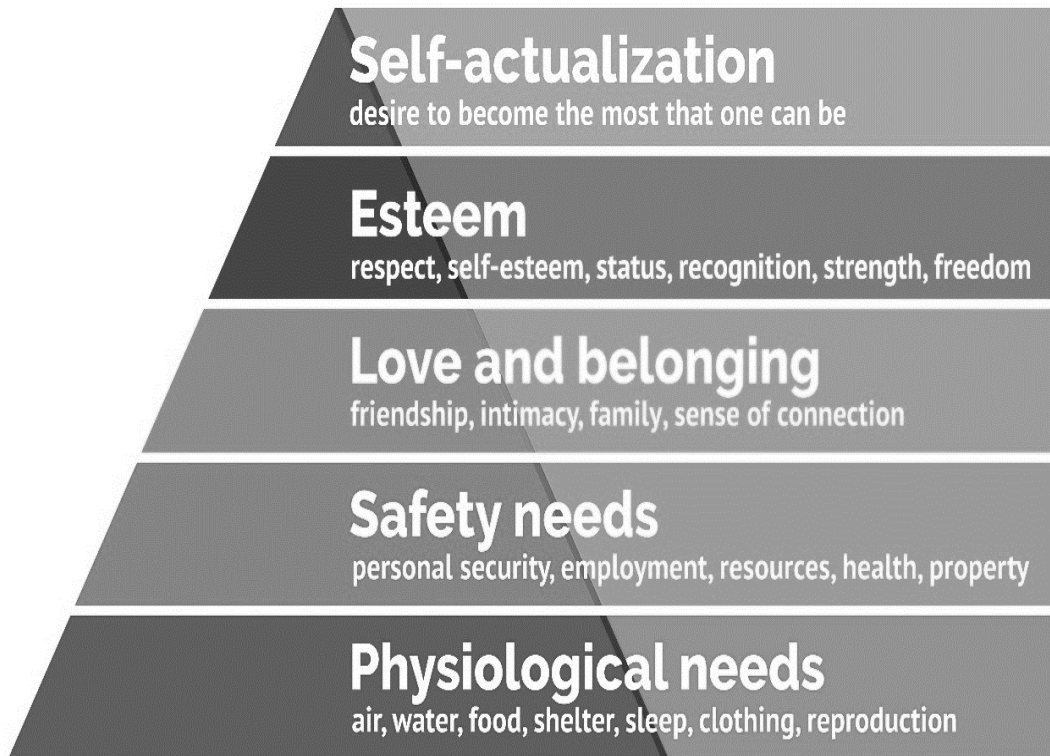 Self-actualization
desire to become the most that one can be
Esteem
respect, self-esteem, status, recognition, strength, freedom
Love and belonging
friendship, intimacy, family, sense of connection
Safety needs
personal security, employment, resources, health, property
Physiological needs
air, water, food, shelter, sleep, clothing, reproduction